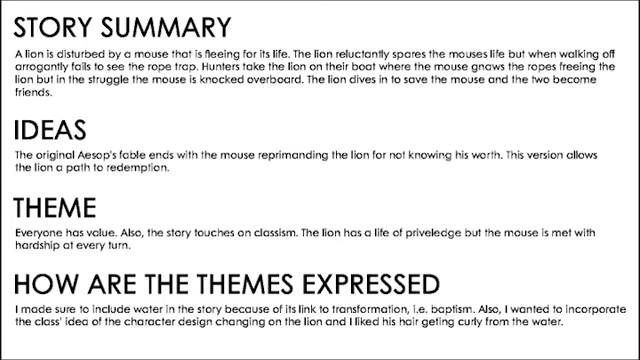 STORY SUMMARY
A lion is disturbed by a mouse that is fleeing for its life. The lion reluctantly spares the mouses life but when walking off
arrogantly fails to see the rope trap. Hunters take the lion on their boat where the mouse gnaws the ropes freeing the
lion but in the struggle the mouse is knocked overboard. The lion dives in to save the mouse and the two become
friends.
IDEAS
The original Aesop's fable ends with the mouse reprimanding the lion for not knowing his worth. This version allows
the lion a path to redemption.
THEME
Everyone has value. Also, the story touches on classism. The lion has a life of priveledge but the mouse is met with
hardship at every turn.
HOW ARE THE THEMES EXPRESSED
I made sure to include water in the story because of its link to transformation, i.e. baptism. Also, I wanted to incorporate
the class' idea of the character design changing on the lion and I liked his hair geting curly from the water.